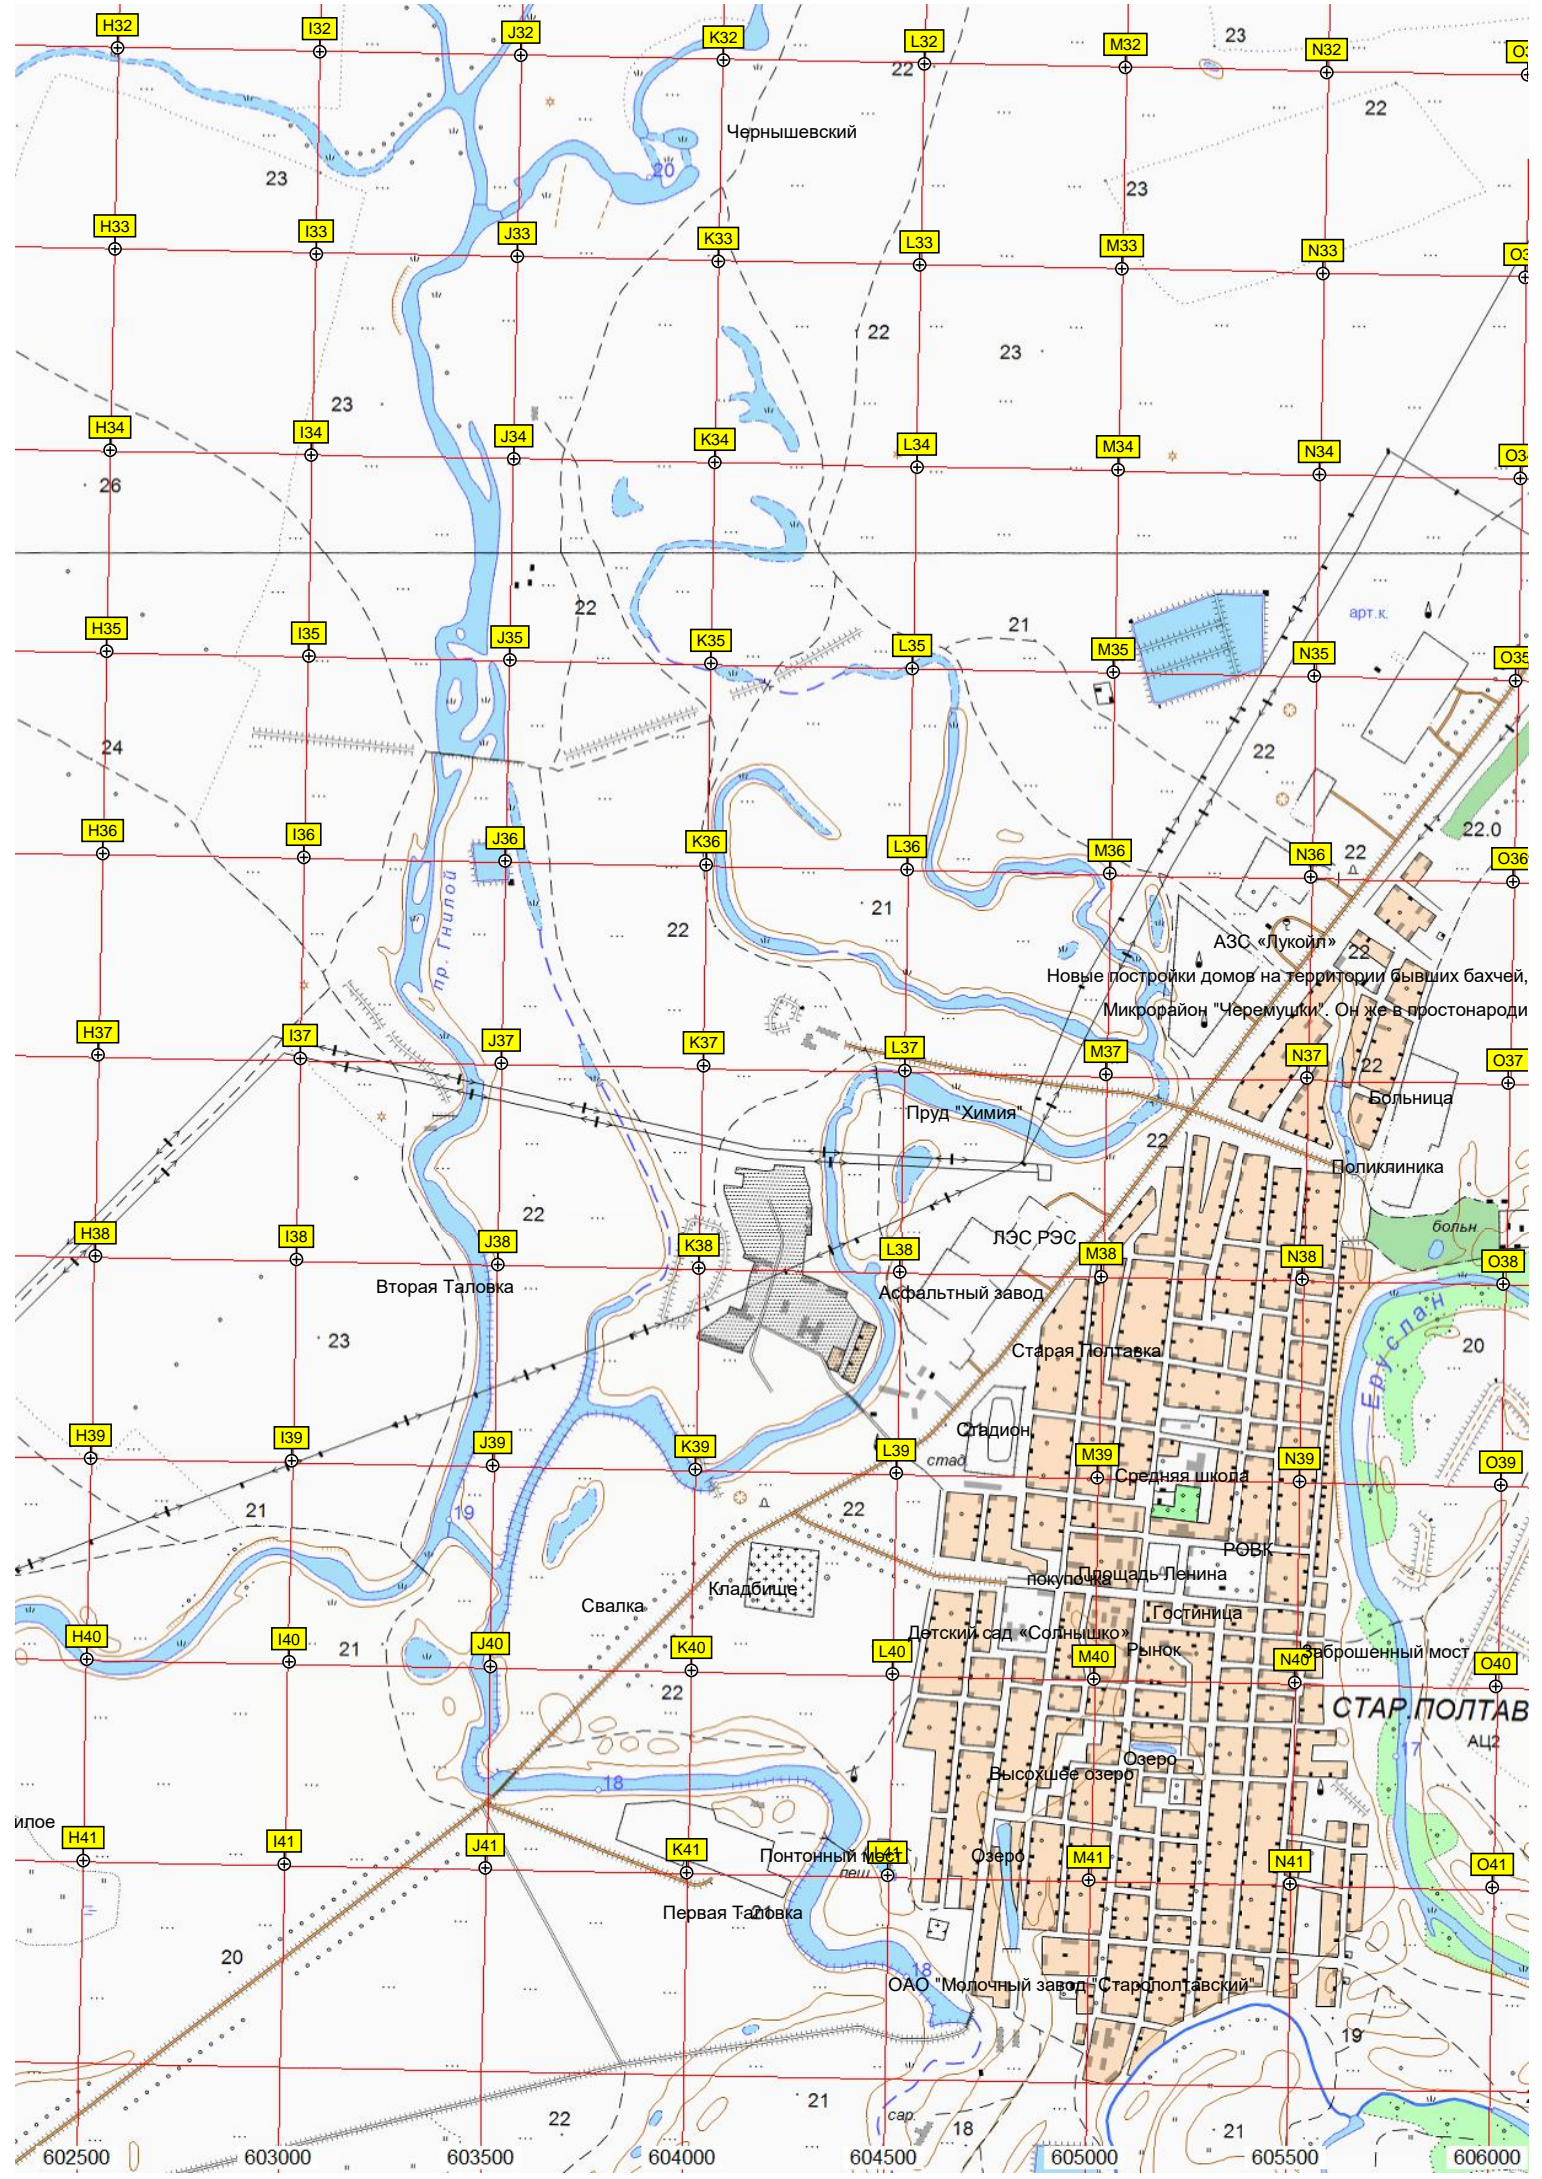 H32 I32 J32 K32 L32 M32 N32
23
22
22
Чернышевский
20
23
23
H33 I33 J33 K33 L33 M33 N33
22
23
23
H34 I34 J34 K34 L34 M34 N34
26
22
арт.к.
21
H35 I35 J35 K35 L35 M35 N35 O35
24
22
22.0
H36 I36 J36 K36 L36 M36 N36 O36
22
21
22
пр. Гнилой
АЗС «Лукойл»
22
Новые постройки домов на территории бывших бахчей,
Микрорайон "Черемушки". Он же в простонароди
H37 I37 J37 K37 L37 M37 N37 O37
22
Больница
Пруд "Химия"
22
Поликлиника
22
больн
ЛЭС РЭС
H38 I38 J38 K38 L38 M38 N38 O38
Вторая Таловка
Асфальтный завод
Еруслан
23
Старая Полтавка
20
Стадион
H39 I39 J39 K39 L39 M39 N39 O39
стад.
Средняя школа
21
19
22
РОВК
покупочка
Площадь Ленина
Кладбище
Свалка
Гостиница
Детский сад «Солнышко»
Рынок
H40 I40 J40 K40 L40 M40 N40 O40
21
Заброшенный мост
22
СТАР.ПОЛТАВ
17
АЦ2
Озеро
Высохшее озеро
18
илое
H41 I41 J41 K41 L41 M41 N41 O41
Понтонный мост
Озеро
пеш.
Первая Таловка
21
20
18
ОАО "Молочный завод "Старополтавский"
19
21
22
сар.
18
21
602500 603000 603500 604000 604500 605000 605500 606000